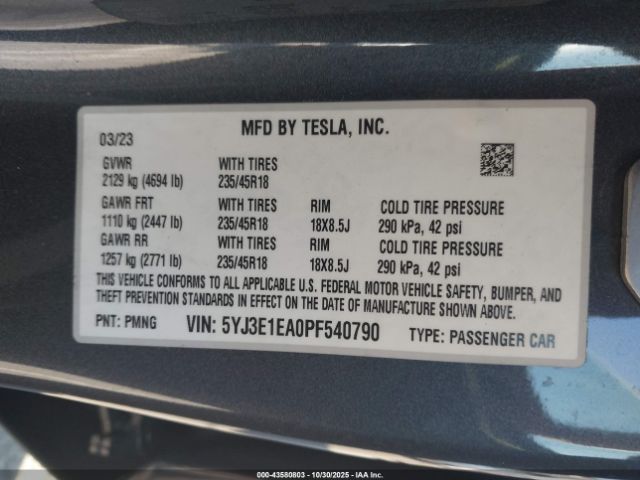 MFD BY TESLA, INC.
03/23
GVWR WITH TIRES
2129 kg (4694 lb) 235/45R18
GAWR FRT WITH TIRES RIM COLD TIRE PRESSURE
1110 kg (2447 lb) 235/45R18 18X8.5J 290 kPa, 42 psi
GAWR RR WITH TIRES RIM COLD TIRE PRESSURE
1257 kg (2771 lb) 235/45R18 18X8.5J 290 kPa, 42 psi
THIS VEHICLE CONFORMS TO ALL APPLICABLE U.S. FEDERAL MOTOR VEHICLE SAFETY, BUMPER, AND
THEFT PREVENTION STANDARDS IN EFFECT ON THE DATE OF MANUFACTURE SHOWN ABOVE.
PNT: PMNG VIN: 5YJ3E1EA0PF540790 TYPE: PASSENGER CAR
000-43580803 | 10/30/2025 - Copart, IAA Inc.